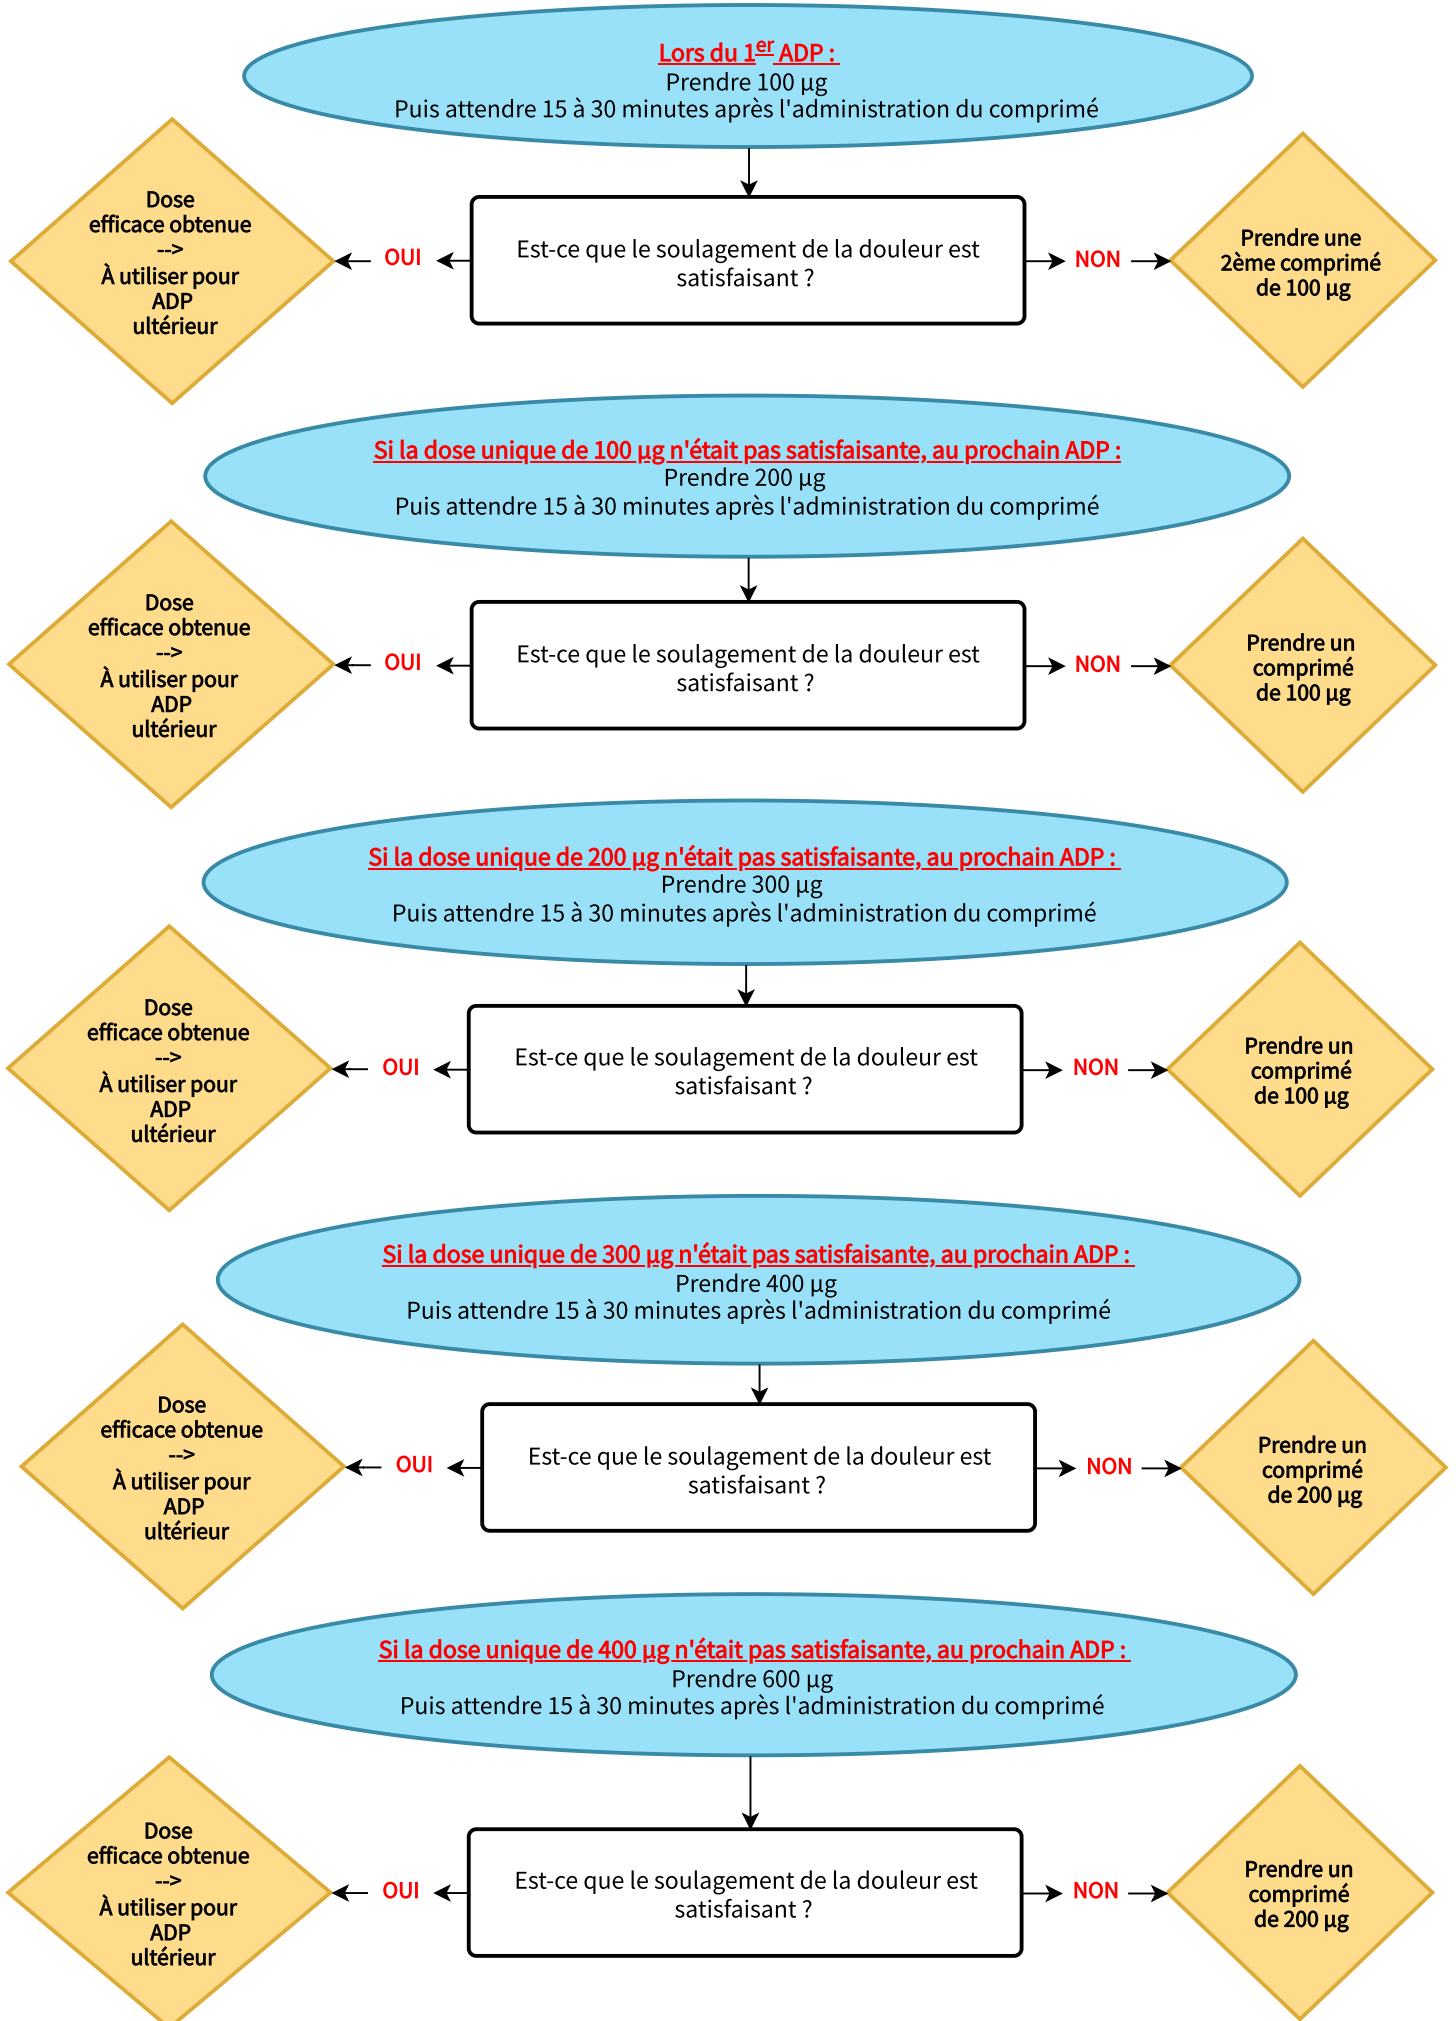 Lors du 1er ADP :
Prendre 100 µg
Puis attendre 15 à 30 minutes après l'administration du comprimé
Dose
efficace obtenue
-->
À utiliser pour
ADP
ultérieur
OUI
Est-ce que le soulagement de la douleur est
satisfaisant ?
NON
Prendre une
2ème comprimé
de 100 µg
Si la dose unique de 100 µg n'était pas satisfaisante, au prochain ADP :
Prendre 200 µg
Puis attendre 15 à 30 minutes après l'administration du comprimé
Dose
efficace obtenue
-->
À utiliser pour
ADP
ultérieur
OUI
Est-ce que le soulagement de la douleur est
satisfaisant ?
NON
Prendre un
comprimé
de 100 µg
Si la dose unique de 200 µg n'était pas satisfaisante, au prochain ADP :
Prendre 300 µg
Puis attendre 15 à 30 minutes après l'administration du comprimé
Dose
efficace obtenue
-->
À utiliser pour
ADP
ultérieur
OUI
Est-ce que le soulagement de la douleur est
satisfaisant ?
NON
Prendre un
comprimé
de 100 µg
Si la dose unique de 300 µg n'était pas satisfaisante, au prochain ADP :
Prendre 400 µg
Puis attendre 15 à 30 minutes après l'administration du comprimé
Dose
efficace obtenue
-->
À utiliser pour
ADP
ultérieur
OUI
Est-ce que le soulagement de la douleur est
satisfaisant ?
NON
Prendre un
comprimé
de 200 µg
Si la dose unique de 400 µg n'était pas satisfaisante, au prochain ADP :
Prendre 600 µg
Puis attendre 15 à 30 minutes après l'administration du comprimé
Dose
efficace obtenue
-->
À utiliser pour
ADP
ultérieur
OUI
Est-ce que le soulagement de la douleur est
satisfaisant ?
NON
Prendre un
comprimé
de 200 µg